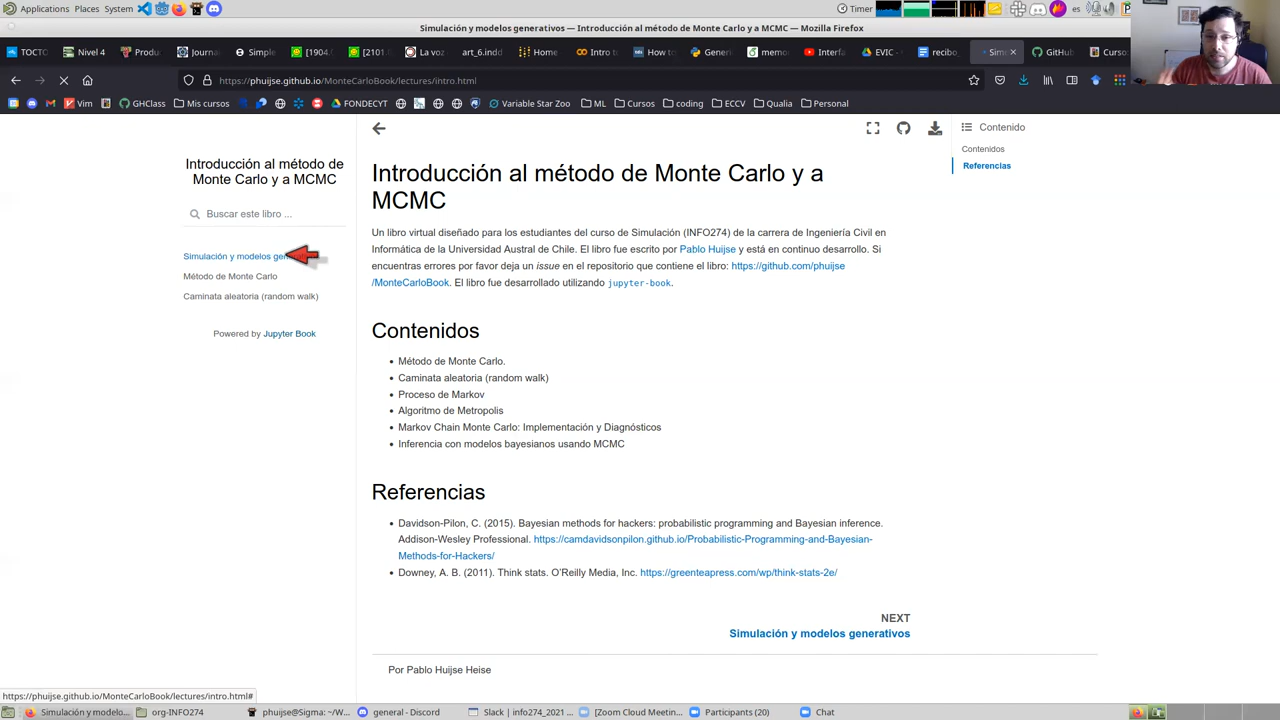 Applications Places System
Timer
es
Simulación y modelos generativos — Introducción al método de Monte Carlo y a MCMC — Mozilla Firefox
TOCTO
Nivel 4
Produ
Journa
Simple
[1904.
[2101.
La voz
art_6.indd
Home
Intro to
How to
Generi
memo
Interfa
EVIC -
recibo
Simu
GitHub
Curso
https://phuijse.github.io/MonteCarloBook/lectures/intro.html
Vim
GHClass
Mis cursos
FONDECYT
Variable Star Zoo
ML
Cursos
coding
ECCV
Qualia
Personal
Introducción al método de
Monte Carlo y a MCMC
Buscar este libro ...
Simulación y modelos
Método de Monte Carlo
Caminata aleatoria (random walk)
Powered by Jupyter Book
Introducción al método de Monte Carlo y a
MCMC
Un libro virtual diseñado para los estudiantes del curso de Simulación (INFO274) de la carrera de Ingeniería Civil en
Informática de la Universidad Austral de Chile. El libro fue escrito por Pablo Huijse y está en continuo desarrollo. Si
encuentras errores por favor deja un issue en el repositorio que contiene el libro: https://github.com/phuijse
/MonteCarloBook. El libro fue desarrollado utilizando jupyter-book.
Contenidos
• Método de Monte Carlo.
• Caminata aleatoria (random walk)
• Proceso de Markov
• Algoritmo de Metropolis
• Markov Chain Monte Carlo: Implementación y Diagnósticos
• Inferencia con modelos bayesianos usando MCMC
Referencias
• Davidson-Pilon, C. (2015). Bayesian methods for hackers: probabilistic programming and Bayesian inference.
Addison-Wesley Professional. https://camdavidsonpilon.github.io/Probabilistic-Programming-and-Bayesian-
Methods-for-Hackers/
• Downey, A. B. (2011). Think stats. O'Reilly Media, Inc. https://greenteapress.com/wp/think-stats-2e/
NEXT
Simulación y modelos generativos
Por Pablo Huijse Heise
Contenido
Contenidos
Referencias
https://phuijse.github.io/MonteCarloBook/lectures/intro.html#
Simulación y modelo...
org-INFO274
phuijse@Sigma: ~/W...
general - Discord
Slack | info274_2021 ...
[Zoom Cloud Meetin...
Participants (20)
Chat